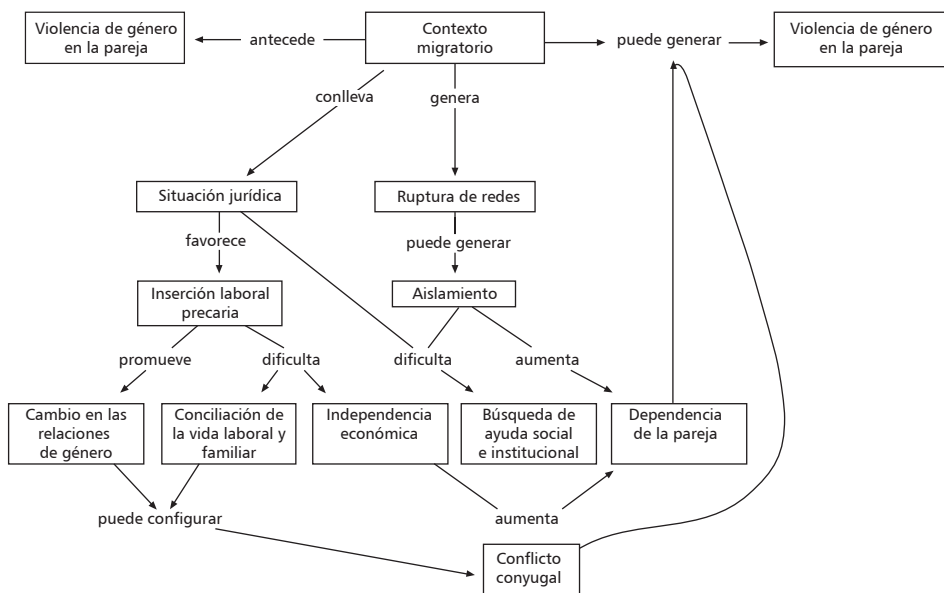 Violencia de género
en la pareja
antecede
Contexto
migratorio
puede generar
Violencia de género
en la pareja
conlleva
genera
Situación jurídica
Ruptura de redes
favorece
puede generar
Inserción laboral
precaria
Aislamiento
promueve
dificulta
dificulta
aumenta
Cambio en las
relaciones
de género
Conciliación de
la vida laboral y
familiar
Independencia
económica
Búsqueda de
ayuda social
e institucional
Dependencia
de la pareja
puede configurar
aumenta
Conflicto
conyugal